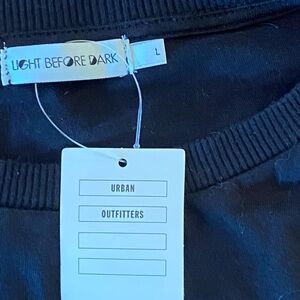 LIGHT BEFORE DARK
L
URBAN
OUTFITTERS